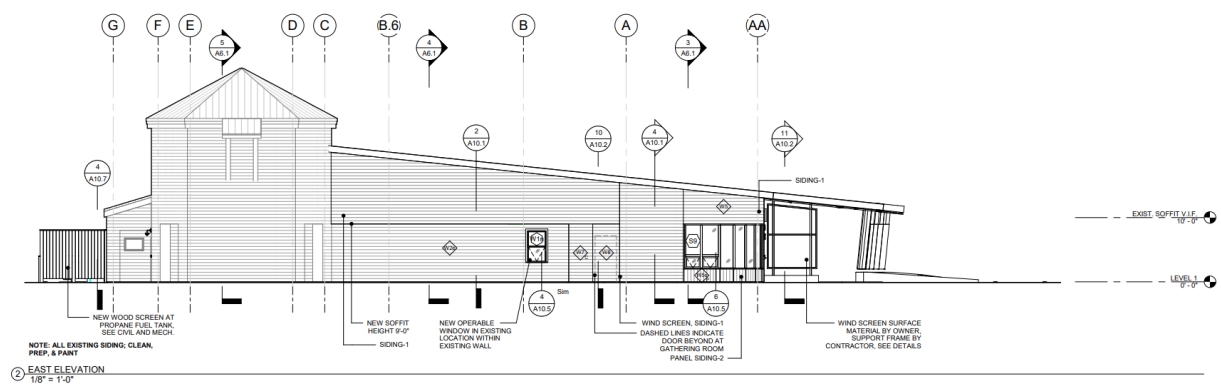 G
F
E
D
C
B.6
B
A
AA
5
A6.1
4
A6.1
3
A6.1
2
A10.1
10
A10.2
4
A10.1
11
A10.2
4
A10.7
SIDING-1
W5
EXIST. SOFFIT V.I.F.
10' - 0"
S9
W7
W8
LEVEL 1
0' - 0"
4
A10.5
Sim
6
A10.5
NEW WOOD SCREEN AT
PROPANE FUEL TANK,
SEE CIVIL AND MECH.
NEW SOFFIT
HEIGHT 9'-0"
SIDING-1
NEW OPERABLE
WINDOW IN EXISTING
LOCATION WITHIN
EXISTING WALL
WIND SCREEN, SIDING-1
DASHED LINES INDICATE
DOOR BEYOND AT
GATHERING ROOM
PANEL SIDING-2
WIND SCREEN SURFACE
MATERIAL BY OWNER,
SUPPORT FRAME BY
CONTRACTOR, SEE DETAILS
NOTE: ALL EXISTING SIDING; CLEAN,
PREP, & PAINT
2
EAST ELEVATION
1/8" = 1'-0"